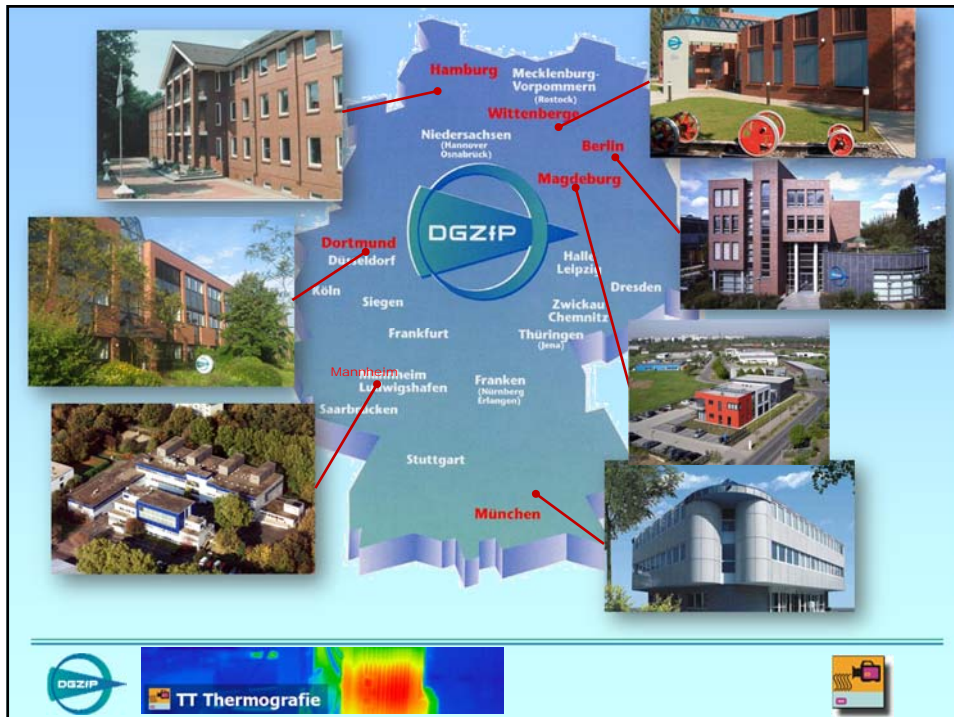 Hamburg
Mecklenburg-
Vorpommern
(Rostock)
Wittenberge
Niedersachsen
(Hannover
Osnabrück)
Berlin
Magdeburg
DGZfP
Dortmund
Düsseldorf
Halle
Leipzig
Köln
Dresden
Siegen
Zwickau
Chemnitz
Frankfurt
Thüringen
(Jena)
Mannheim
Mannheim
Ludwigshafen
Franken
(Nürnberg
Erlangen)
Saarbrücken
Stuttgart
München
DGZfP
TT Thermografie